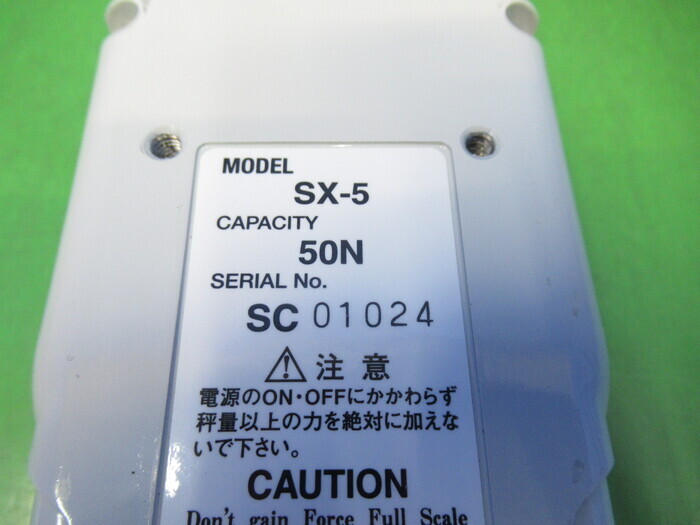 MODEL
SX-5
CAPACITY
50N
SERIAL No.
SC 01024
⚠注意
電源のON・OFFにかかわらず
秤量以上の力を絶対に加えな
いで下さい。
CAUTION
Don't gain Force Full Scale